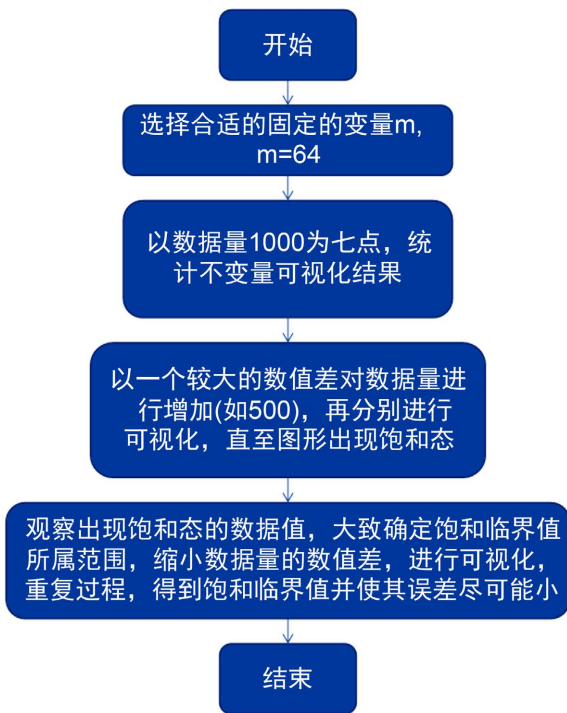 开始
选择合适的固定的变量m,
m=64
以数据量1000为七点，统
计不变量可视化结果
以一个较大的数值差对数据量进
行增加(如500)，再分别进行
可视化，直至图形出现饱和态
观察出现饱和态的数据值，大致确定饱和临界值
所属范围，缩小数据量的数值差，进行可视化，
重复过程，得到饱和临界值并使其误差尽可能小
结束